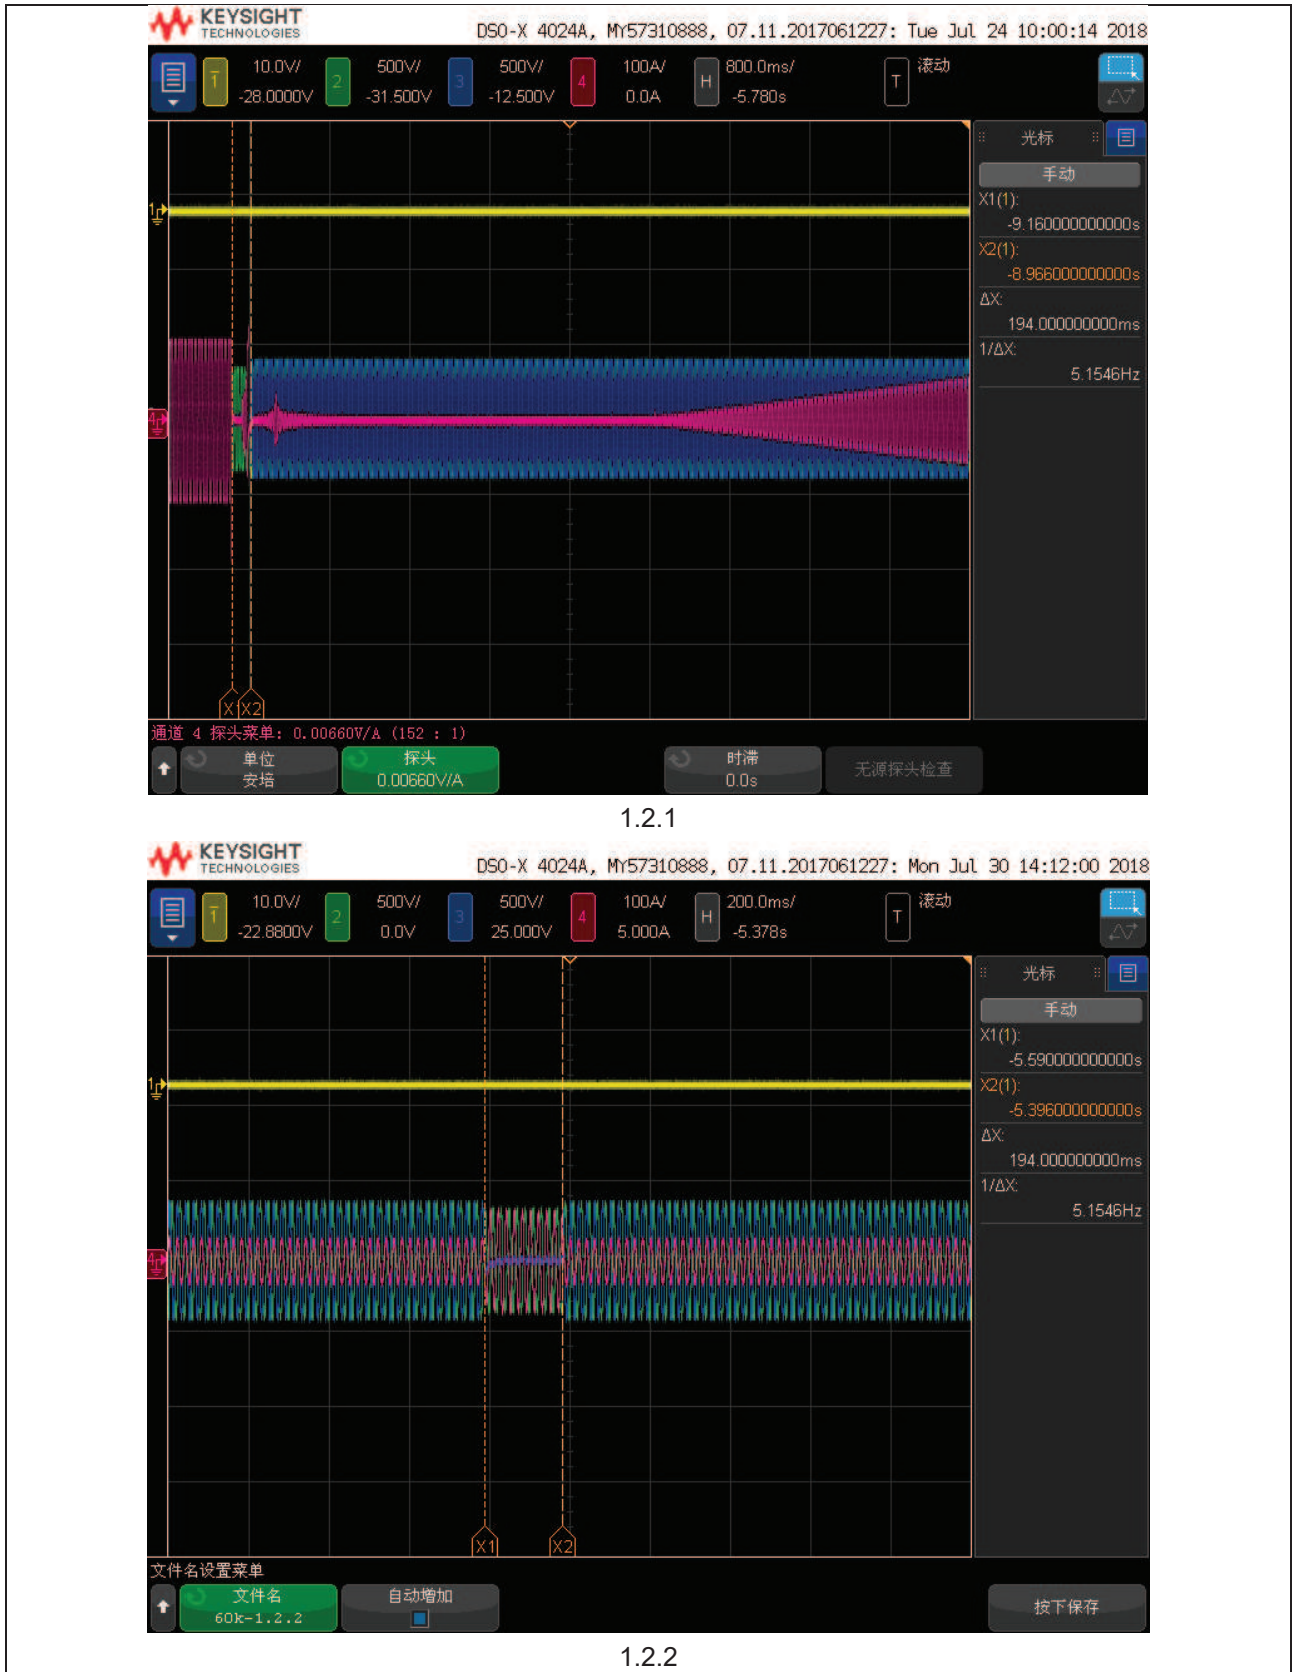 KEYSIGHT
TECHNOLOGIES
DSO-X 4024A, MY57310888, 07.11.2017061227: Tue Jul 24 10:00:14 2018
1 10.0V/ 2 500V/ 3 500V/ 4 100A/ H 800.0ms/ T 滚动
-28.0000V -31.500V -12.500V 0.0A -5.780s
光标
手动
X1(1):
-9.160000000000s
X2(1):
-8.966000000000s
ΔX:
194.000000000ms
1/ΔX:
5.1546Hz
X1 X2
通道 4 探头菜单: 0.00660V/A (152 : 1)
单位 探头 时滞 无源探头检查
安培 0.00660V/A 0.0s
1.2.1
KEYSIGHT
TECHNOLOGIES
DSO-X 4024A, MY57310888, 07.11.2017061227: Mon Jul 30 14:12:00 2018
1 10.0V/ 2 500V/ 3 500V/ 4 100A/ H 200.0ms/ T 滚动
-22.8800V 0.0V 25.000V 5.000A -5.378s
光标
手动
X1(1):
-5.590000000000s
X2(1):
-5.396000000000s
ΔX:
194.000000000ms
1/ΔX:
5.1546Hz
X1 X2
文件名设置菜单
文件名 自动增加 按下保存
60k-1.2.2
1.2.2